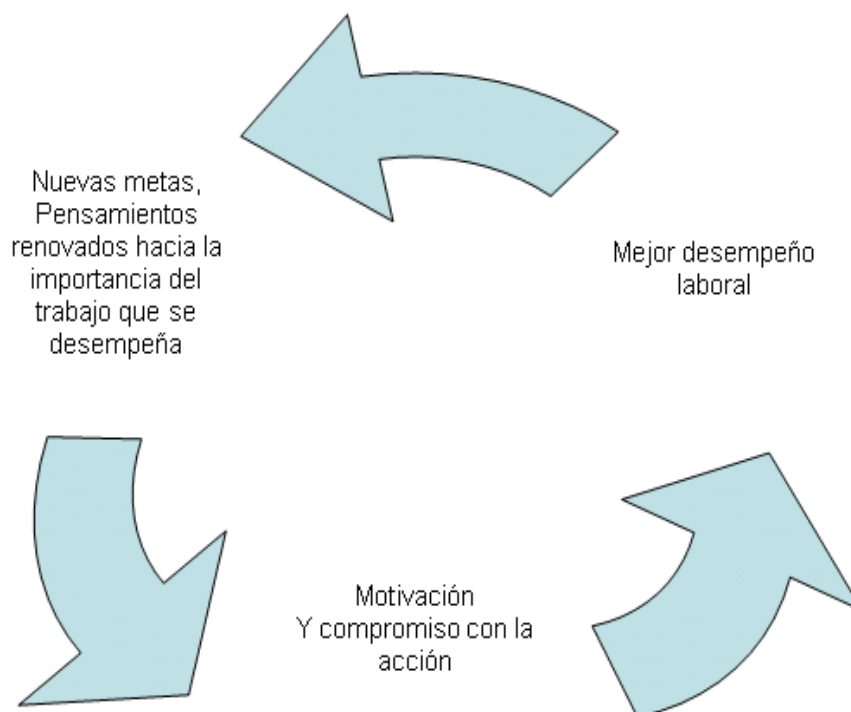 Nuevas metas,
Pensamientos
renovados hacia la
importancia del
trabajo que se
desempeña
Mejor desempeño
laboral
Motivación
Y compromiso con la
acción